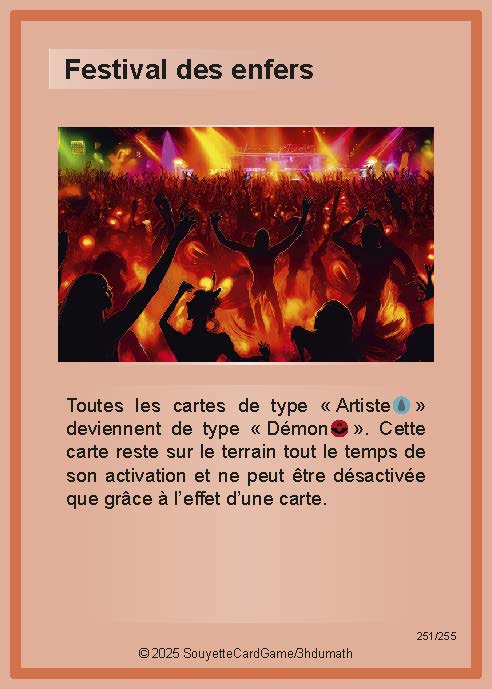 Festival des enfers
Toutes les cartes de type « Artiste »
deviennent de type « Démon ». Cette
carte reste sur le terrain tout le temps de
son activation et ne peut être désactivée
que grâce à l’effet d’une carte.
251/255
© 2025 SouyetteCardGame/3hdumath